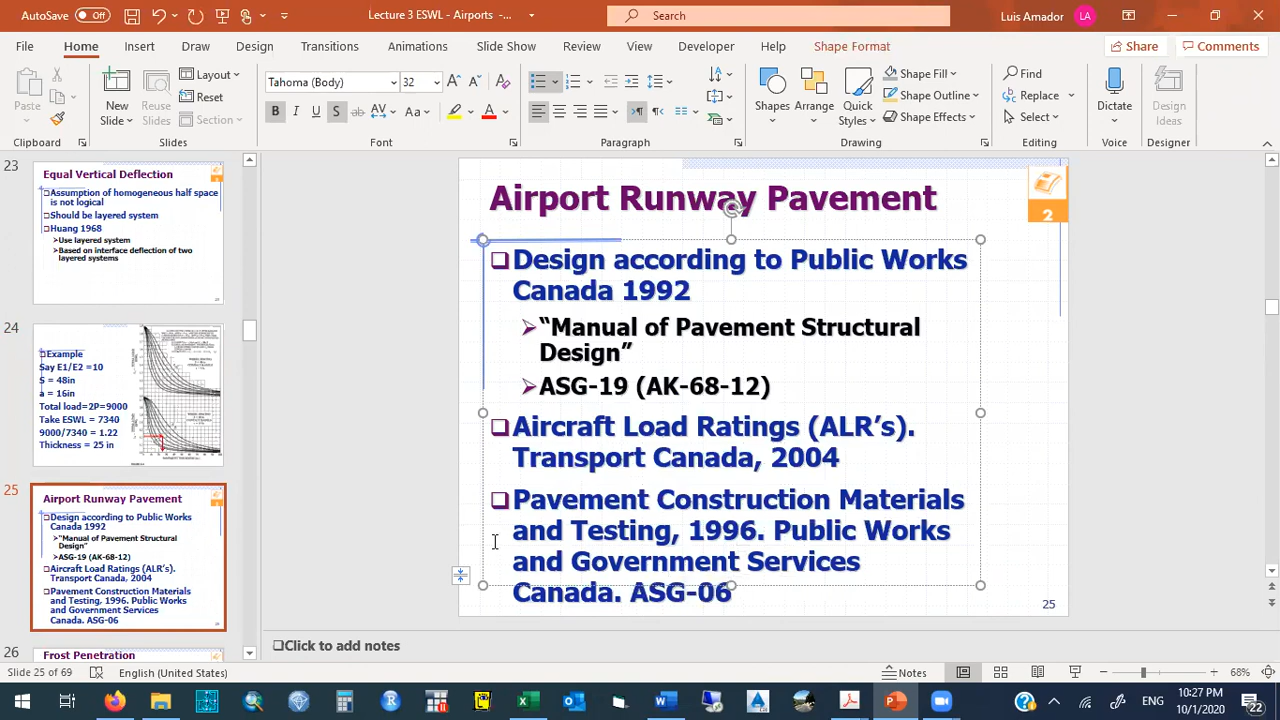 AutoSave Off
Lecture 3 ESWL - Airports -...
Search
Luis Amador LA
File Home Insert Draw Design Transitions Animations Slide Show Review View Developer Help Shape Format Share Comments
Paste
New Slide
Reuse Slides
Layout
Reset
Section
Tahoma (Body) 32
Shapes
Arrange
Quick Styles
Shape Fill
Shape Outline
Shape Effects
Find
Replace
Select
Dictate
Design Ideas
Clipboard Slides Font Paragraph Drawing Editing Voice Designer
23
Equal Vertical Deflection
Assumption of homogeneous half space
is not logical
Should be layered system
Huang 1968
Use layered system
Based on interface deflection of two
layered systems
24
Example
Say E1/E2 =10
S = 48in
a = 16in
Total load=2P=9000
Take ESWL = 7340
9000/7340 = 1.22
Thickness = 25 in
25
Airport Runway Pavement
Design according to Public Works
Canada 1992
"Manual of Pavement Structural
Design"
ASG-19 (AK-68-12)
Aircraft Load Ratings (ALR's).
Transport Canada, 2004
Pavement Construction Materials
and Testing, 1996. Public Works
and Government Services
Canada. ASG-06
26
Frost Penetration
Airport Runway Pavement
2
Design according to Public Works
Canada 1992
“Manual of Pavement Structural
Design”
ASG-19 (AK-68-12)
Aircraft Load Ratings (ALR’s).
Transport Canada, 2004
Pavement Construction Materials
and Testing, 1996. Public Works
and Government Services
Canada. ASG-06
25
Click to add notes
Slide 25 of 69 English (United States) Notes 68%
ENG
10:27 PM
10/1/2020
22